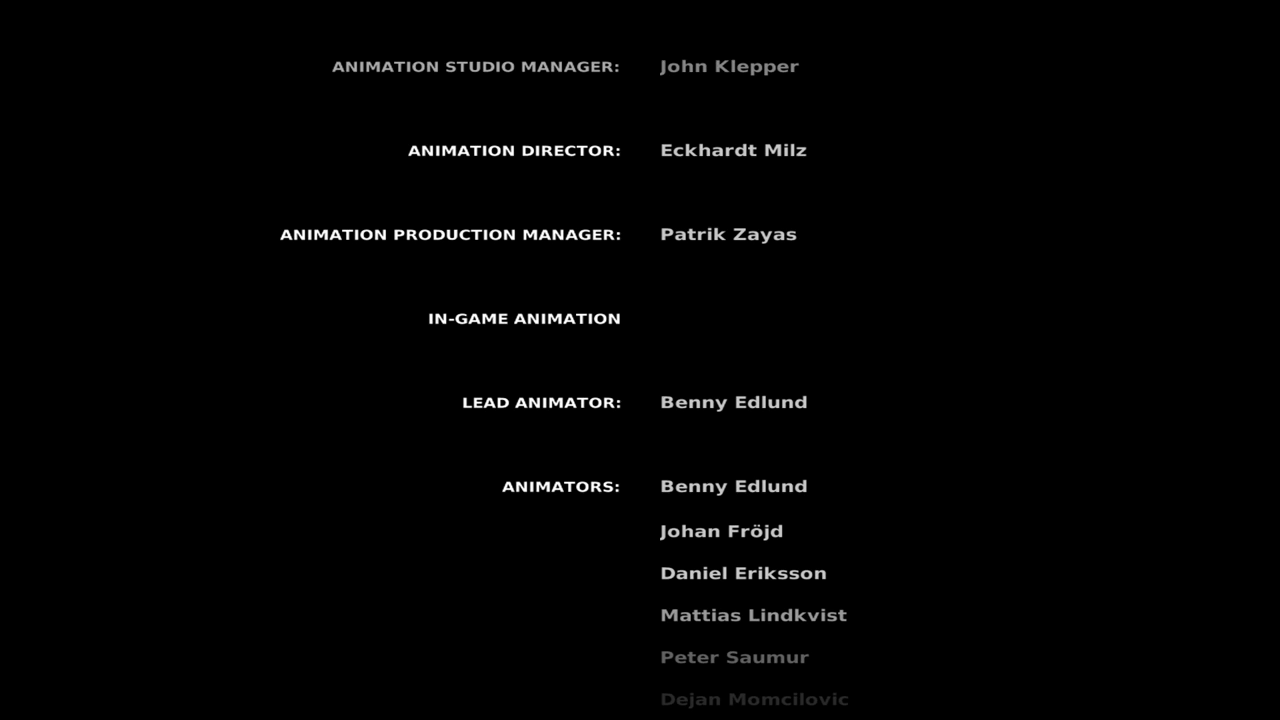 ANIMATION STUDIO MANAGER: John Klepper
ANIMATION DIRECTOR: Eckhardt Milz
ANIMATION PRODUCTION MANAGER: Patrik Zayas
IN-GAME ANIMATION
LEAD ANIMATOR: Benny Edlund
ANIMATORS: Benny Edlund
Johan Fröjd
Daniel Eriksson
Mattias Lindkvist
Peter Saumur
Dejan Momcilovic